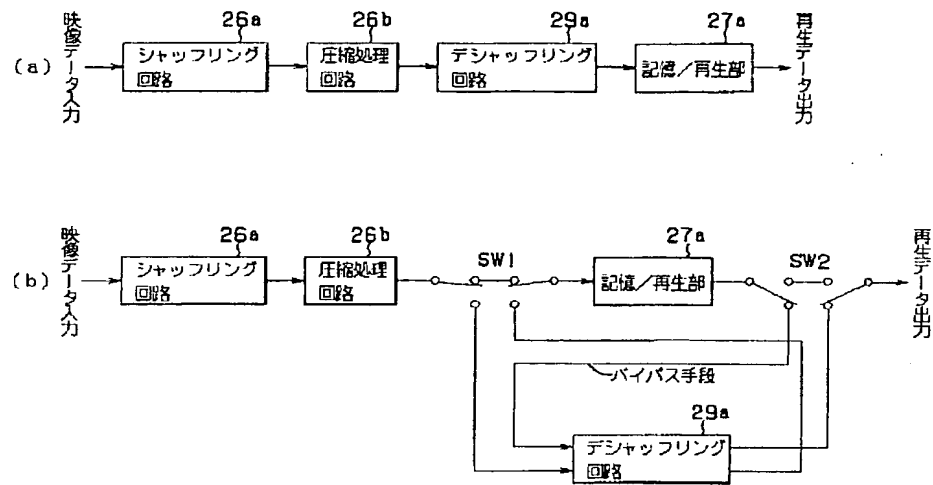 26a
26b
29a
27a
(a)
映像データ入力
シャッフリング
回路
圧縮処理
回路
デシャッフリング
回路
記憶/再生部
再生データ出力
26a
26b
27a
SW1
SW2
(b)
映像データ入力
シャッフリング
回路
圧縮処理
回路
記憶/再生部
再生データ出力
バイパス手段
29a
デシャッフリング
回路